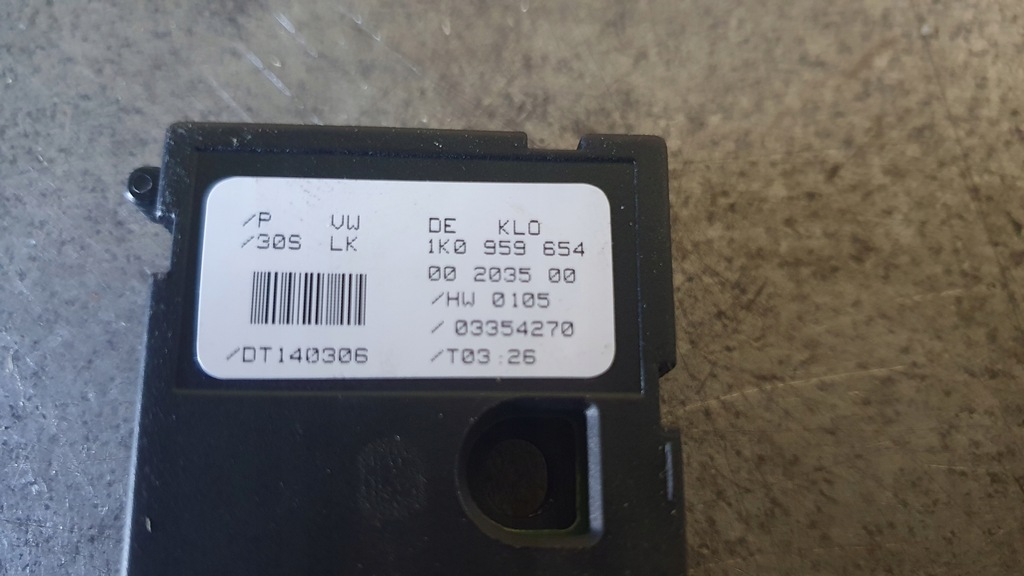 /P VW DE KLO
/30S LK 1K0 959 654
00 2035 00
/HW 0105
/ 03354270
/DT140306 /T03:26